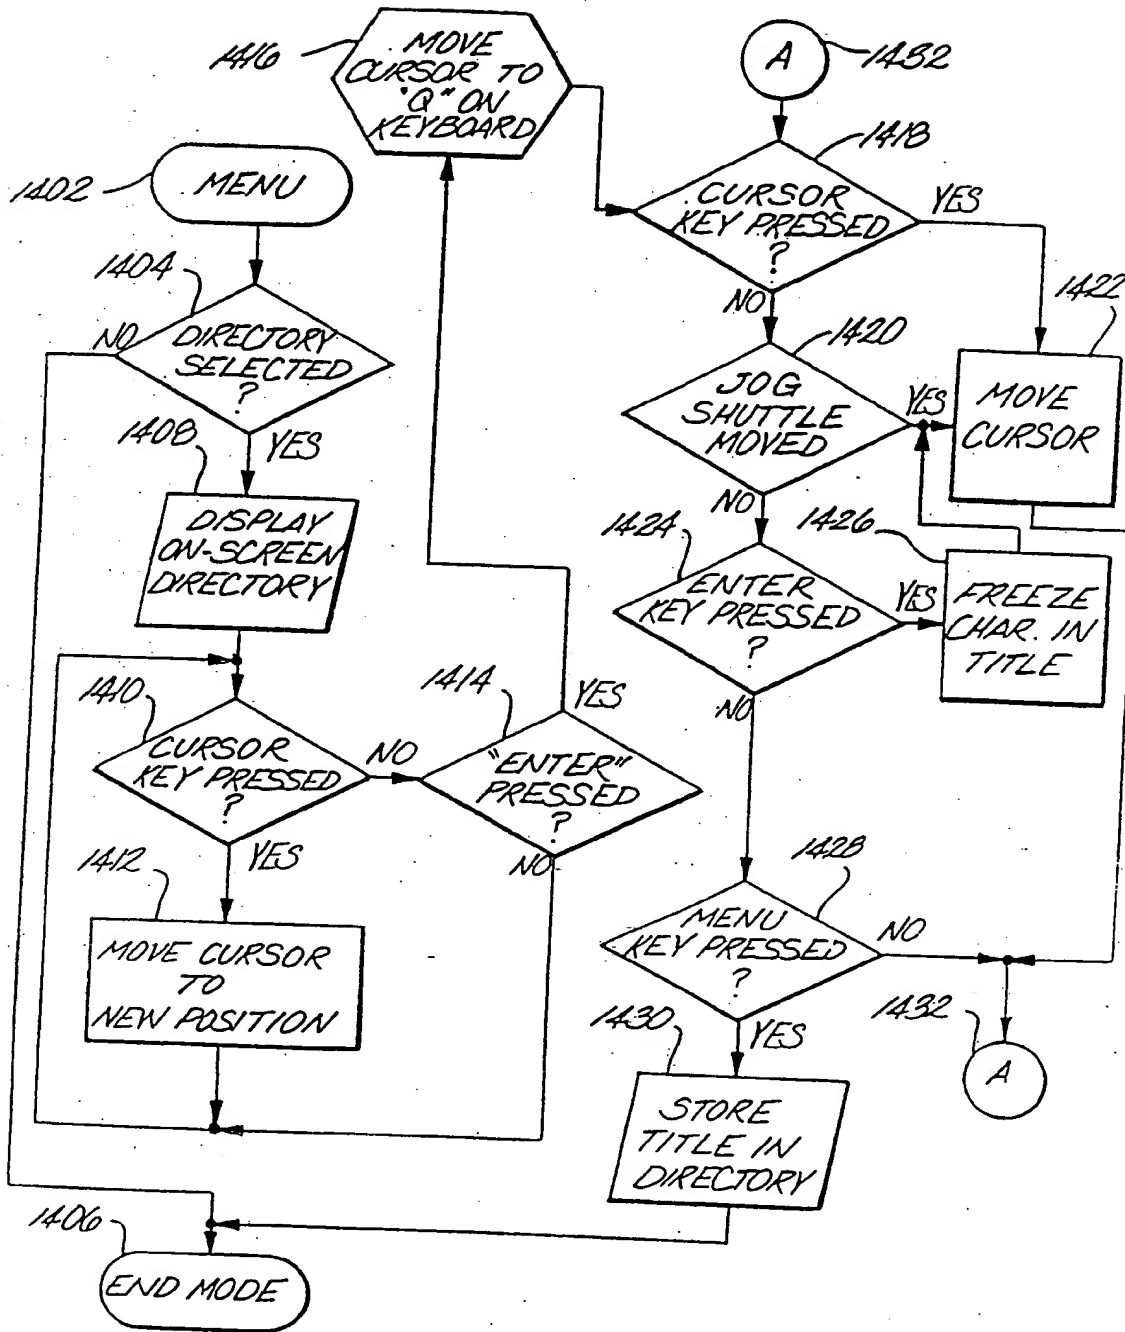 1416
MOVE
CURSOR TO
"Q" ON
KEYBOARD
A
1432
1402
MENU
1418
CURSOR
KEY PRESSED
?
YES
NO
1404
DIRECTORY
SELECTED
?
NO
YES
1420
JOG
SHUTTLE
MOVED
YES
NO
1422
MOVE
CURSOR
1408
DISPLAY
ON-SCREEN
DIRECTORY
1424
ENTER
KEY PRESSED
?
YES
NO
1426
FREEZE
CHAR. IN
TITLE
1410
CURSOR
KEY PRESSED
?
NO
YES
1414
"ENTER"
PRESSED
?
YES
NO
1412
MOVE CURSOR
TO
NEW POSITION
1428
MENU
KEY PRESSED
?
NO
YES
1432
A
1430
STORE
TITLE IN
DIRECTORY
1406
END MODE